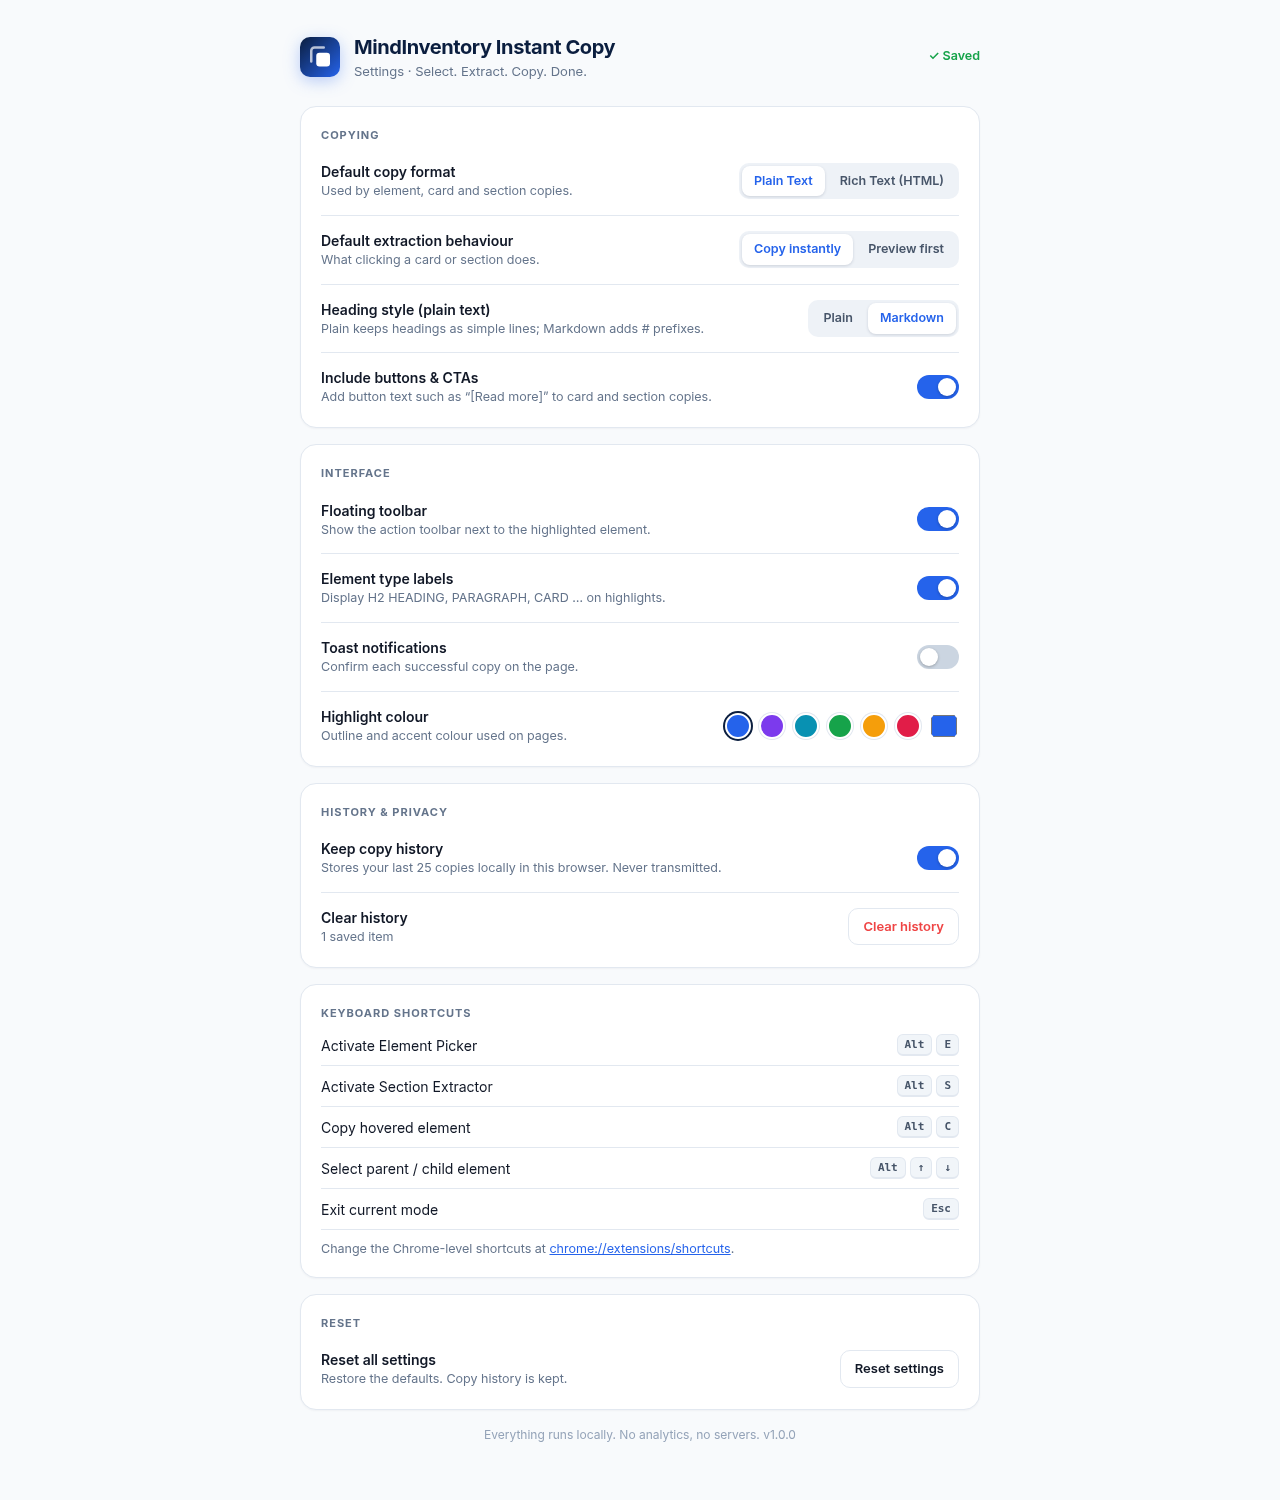 MindInventory Instant Copy
Settings · Select. Extract. Copy. Done.
✓ Saved
COPYING
Default copy format
Used by element, card and section copies.
Plain Text
Rich Text (HTML)
Default extraction behaviour
What clicking a card or section does.
Copy instantly
Preview first
Heading style (plain text)
Plain keeps headings as simple lines; Markdown adds # prefixes.
Plain
Markdown
Include buttons & CTAs
Add button text such as “[Read more]” to card and section copies.
INTERFACE
Floating toolbar
Show the action toolbar next to the highlighted element.
Element type labels
Display H2 HEADING, PARAGRAPH, CARD … on highlights.
Toast notifications
Confirm each successful copy on the page.
Highlight colour
Outline and accent colour used on pages.
HISTORY & PRIVACY
Keep copy history
Stores your last 25 copies locally in this browser. Never transmitted.
Clear history
1 saved item
Clear history
KEYBOARD SHORTCUTS
Activate Element Picker
Alt E
Activate Section Extractor
Alt S
Copy hovered element
Alt C
Select parent / child element
Alt ↑ ↓
Exit current mode
Esc
Change the Chrome-level shortcuts at chrome://extensions/shortcuts.
RESET
Reset all settings
Restore the defaults. Copy history is kept.
Reset settings
Everything runs locally. No analytics, no servers. v1.0.0